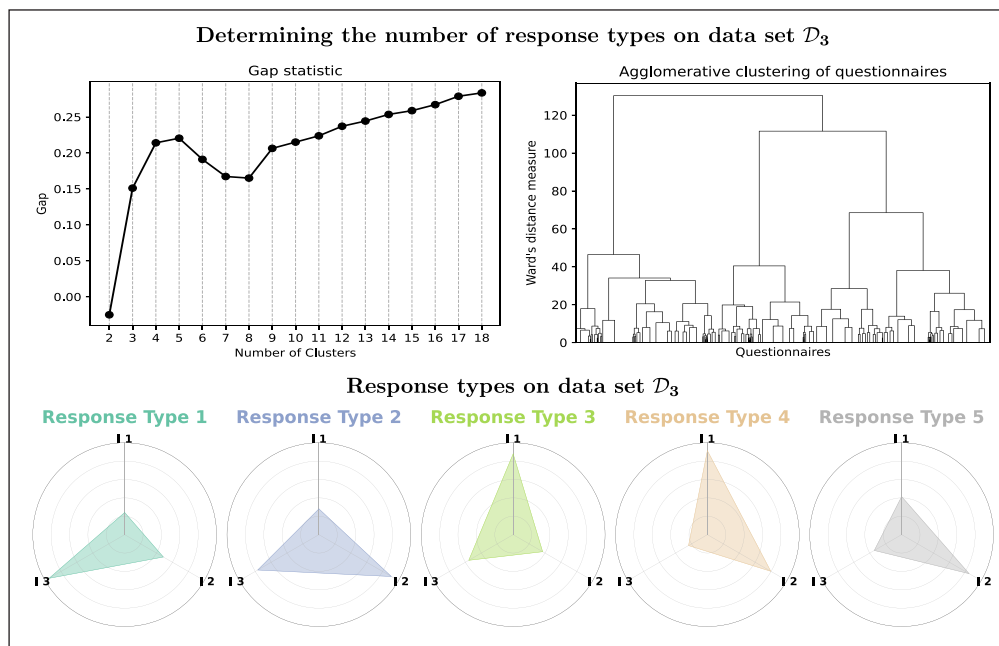 Determining the number of response types on data set 𝒟₃
Gap statistic
Gap
0.25
0.20
0.15
0.10
0.05
0.00
2 3 4 5 6 7 8 9 10 11 12 13 14 15 16 17 18
Number of Clusters
Agglomerative clustering of questionnaires
Ward's distance measure
120
100
80
60
40
20
0
Questionnaires
Response types on data set 𝒟₃
Response Type 1
I 1
I 2
I 3
Response Type 2
I 1
I 2
I 3
Response Type 3
I 1
I 2
I 3
Response Type 4
I 1
I 2
I 3
Response Type 5
I 1
I 2
I 3